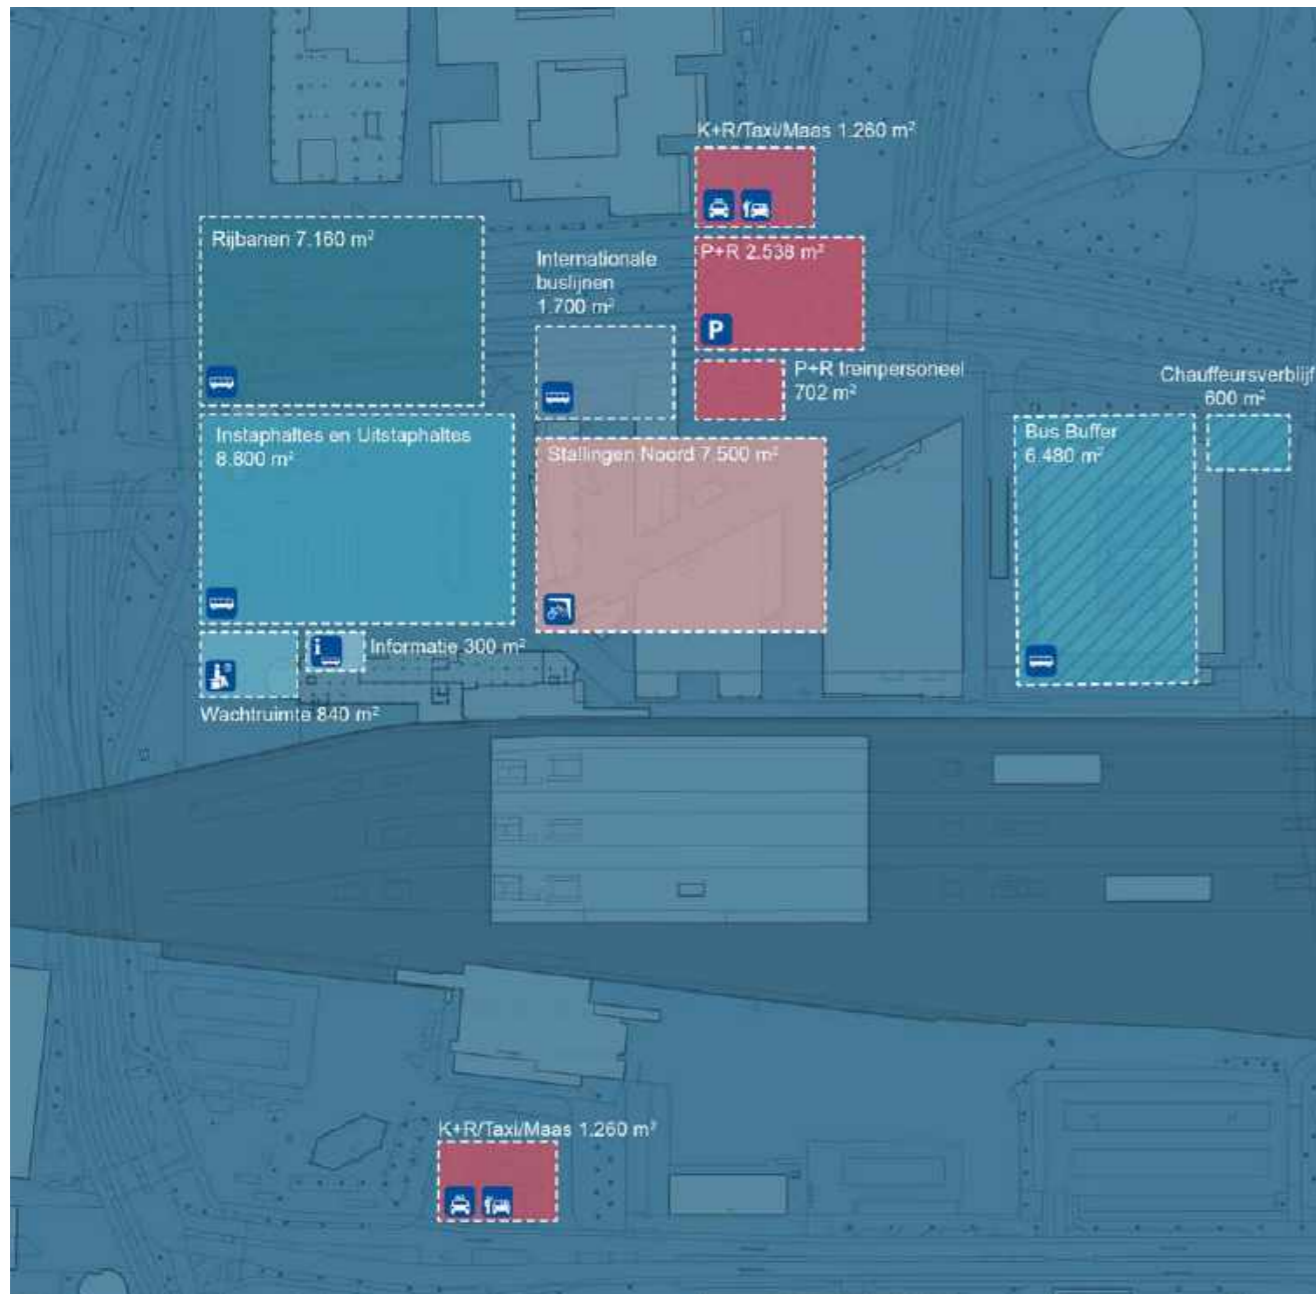 K+R/Taxi/Maas 1.260 m²
Rijbanen 7.160 m²
Internationale
buslijnen
1.700 m²
P+R 2.538 m²
P
P+R treinpersoneel
702 m²
Chauffeursverblijf
600 m²
Instaphaltes en Uitstaphaltes
8.800 m²
Stallingen Noord 7.500 m²
Bus Buffer
6.480 m²
i
Informatie 300 m²
Wachtruimte 840 m²
K+R/Taxi/Maas 1.260 m²